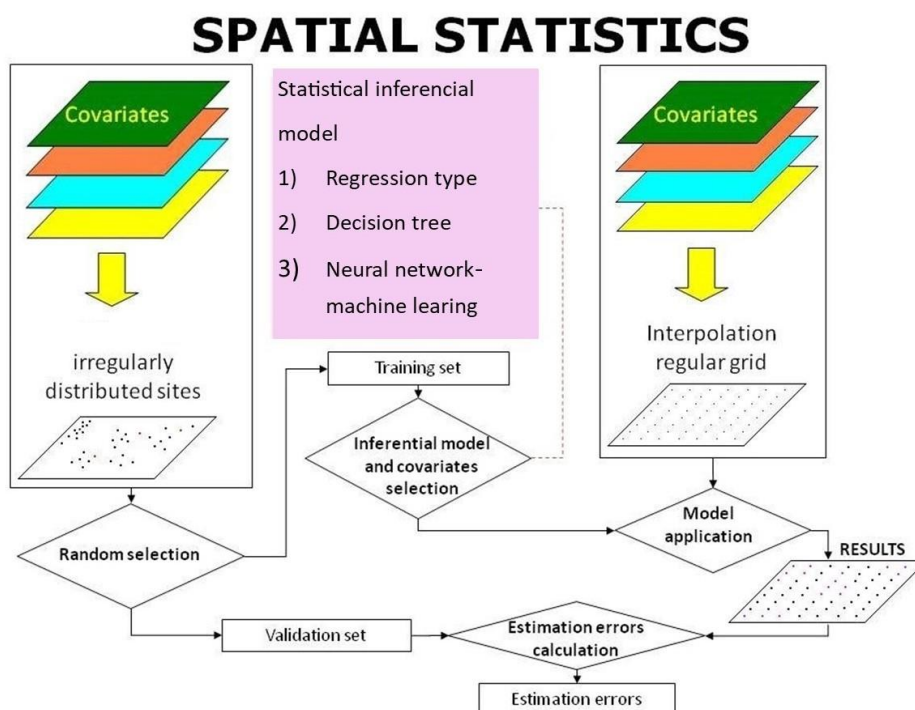 SPATIAL STATISTICS
Covariates
irregularly
distributed sites
Statistical inferencial
model
1) Regression type
2) Decision tree
3) Neural network-
machine learing
Covariates
Interpolation
regular grid
Training set
Inferential model
and covariates
selection
Random selection
Model
application
RESULTS
Validation set
Estimation errors
calculation
Estimation errors